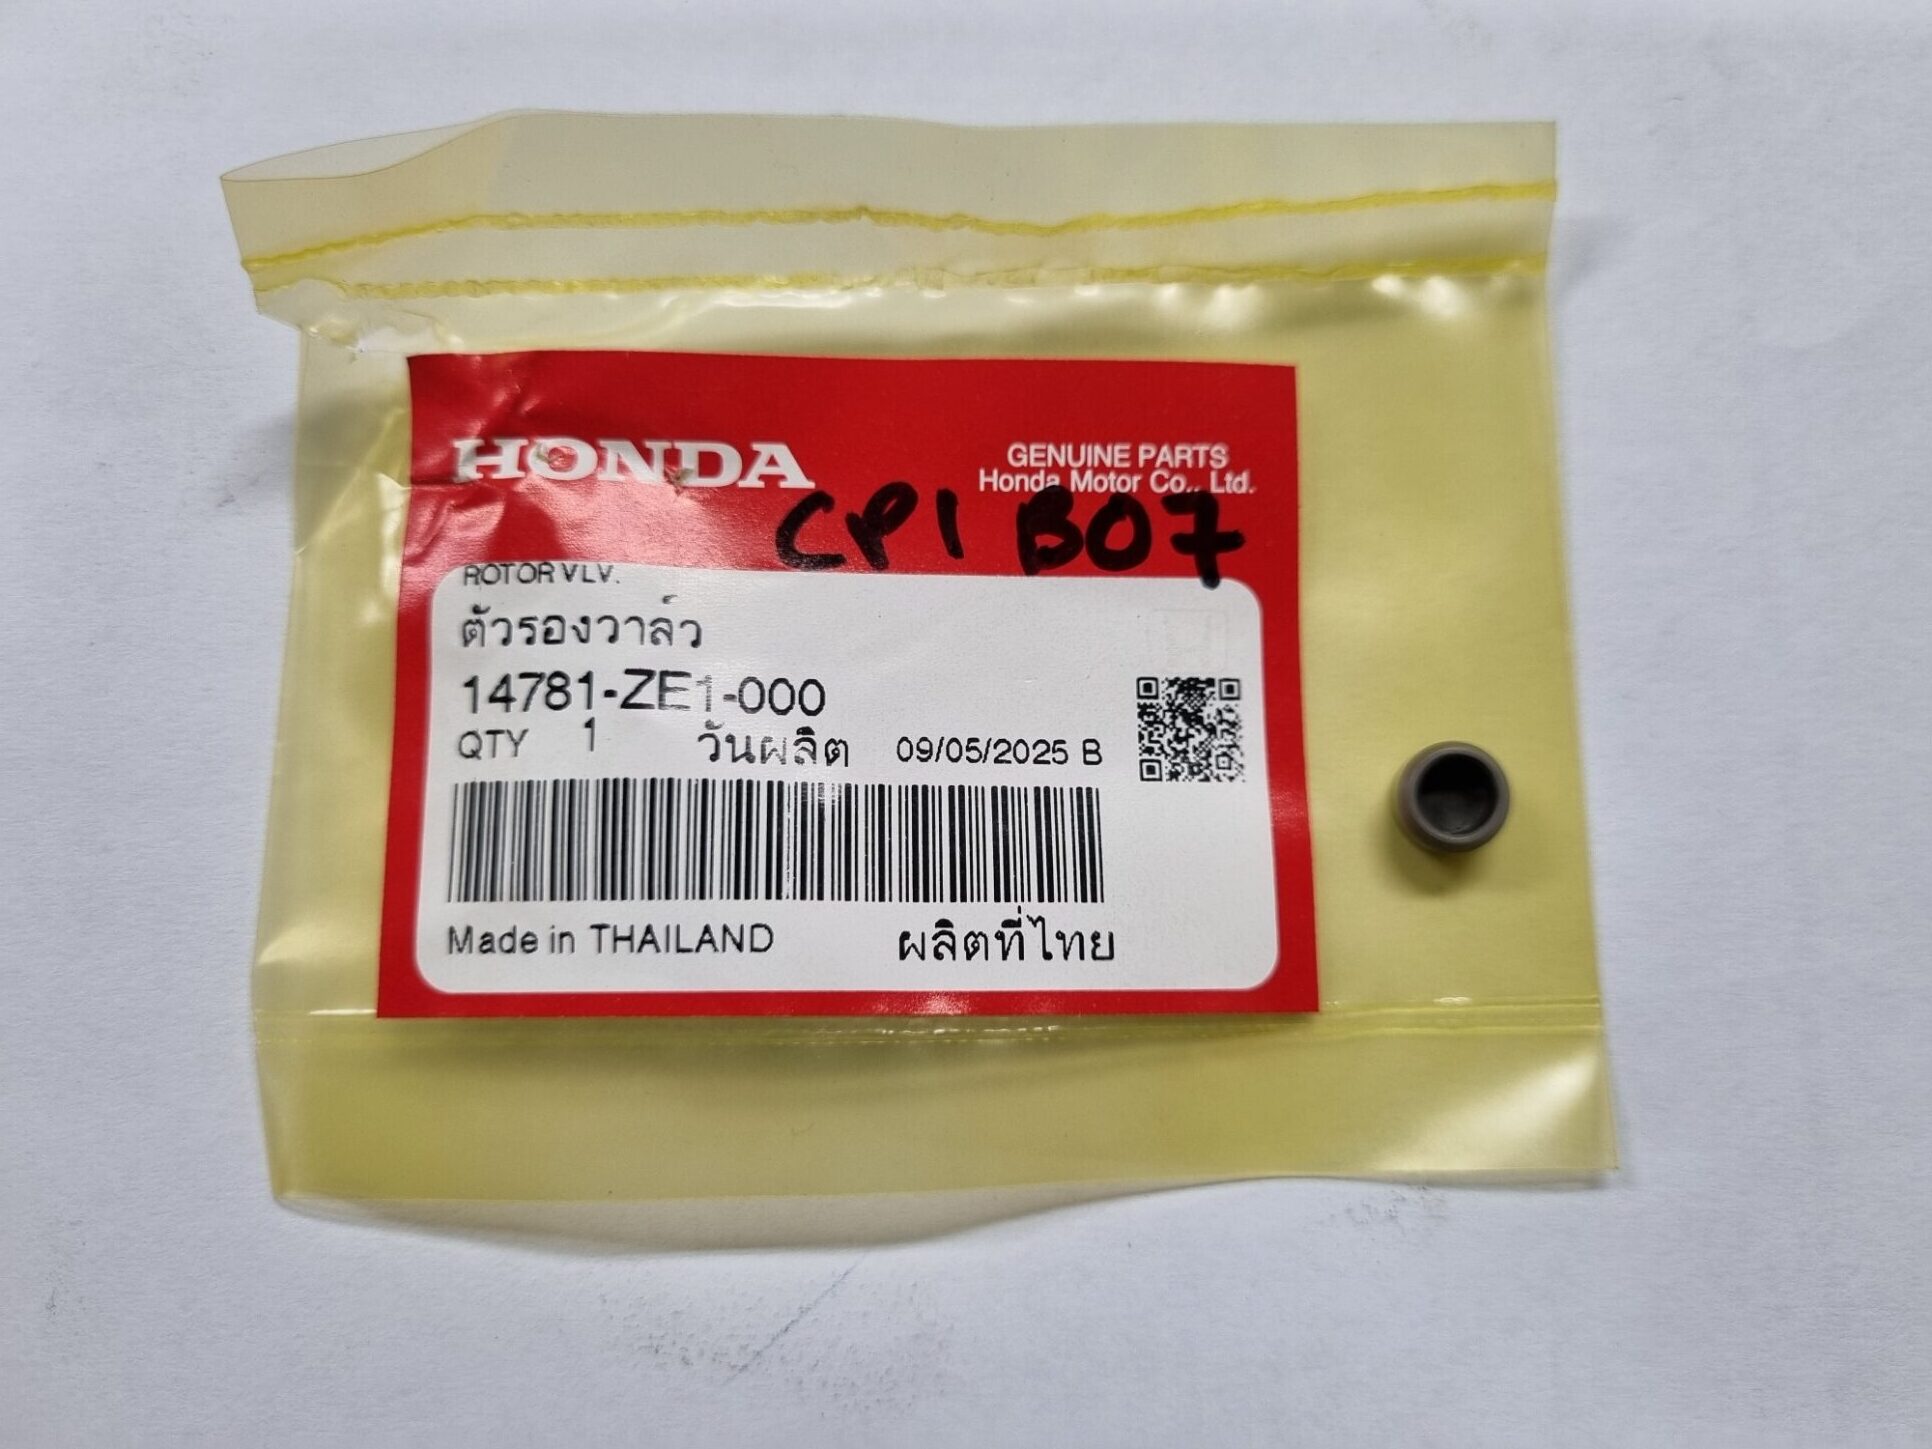 HONDA
GENUINE PARTS
Honda Motor Co., Ltd.
CP1 B07
ROTOR VLV.
ตัวรองวาล์ว
14781-ZE1-000
QTY 1 วันผลิต 09/05/2025 B
Made in THAILAND ผลิตที่ไทย